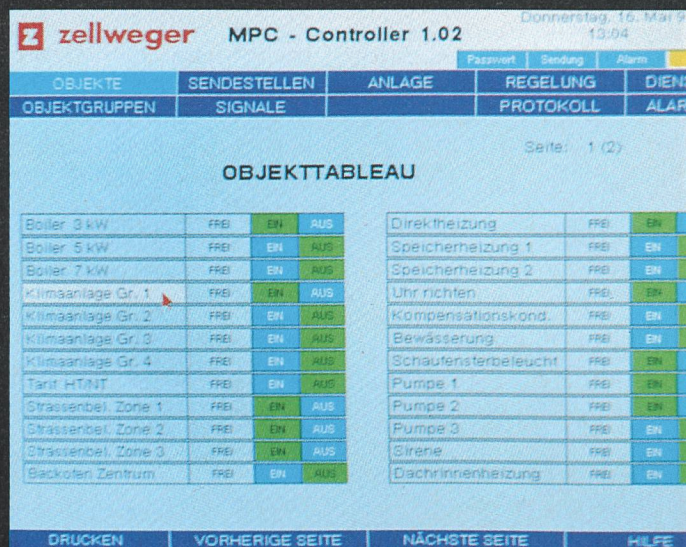 zellweger MPC - Controller 1.02
Donnerstag, 16. Mai 9
13:04
Passwort Sendung Alarm
OBJEKTE SENDESTELLEN ANLAGE REGELUNG DIENS
OBJEKTGRUPPEN SIGNALE PROTOKOLL ALAR
Seite: 1 (2)
OBJEKTTABLEAU
Boiler 3 kW FREI EIN AUS
Boiler 5 kW FREI EIN AUS
Boiler 7 kW FREI EIN AUS
Klimaanlage Gr. 1 FREI EIN AUS
Klimaanlage Gr. 2 FREI EIN AUS
Klimaanlage Gr. 3 FREI EIN AUS
Klimaanlage Gr. 4 FREI EIN AUS
Tarif HT/NT FREI EIN AUS
Strassenbel. Zone 1 FREI EIN AUS
Strassenbel. Zone 2 FREI EIN AUS
Strassenbel. Zone 3 FREI EIN AUS
Backofen Zentrum FREI EIN AUS
Direktheizung FREI EIN
Speicherheizung 1 FREI EIN
Speicherheizung 2 FREI EIN
Uhr richten FREI EIN
Kompensationskond. FREI EIN
Bewässerung FREI EIN
Schaufensterbeleucht FREI EIN
Pumpe 1 FREI EIN
Pumpe 2 FREI EIN
Pumpe 3 FREI EIN
Sirene FREI EIN
Dachrinnenheizung FREI EIN
DRUCKEN VORHERIGE SEITE NÄCHSTE SEITE HILFE